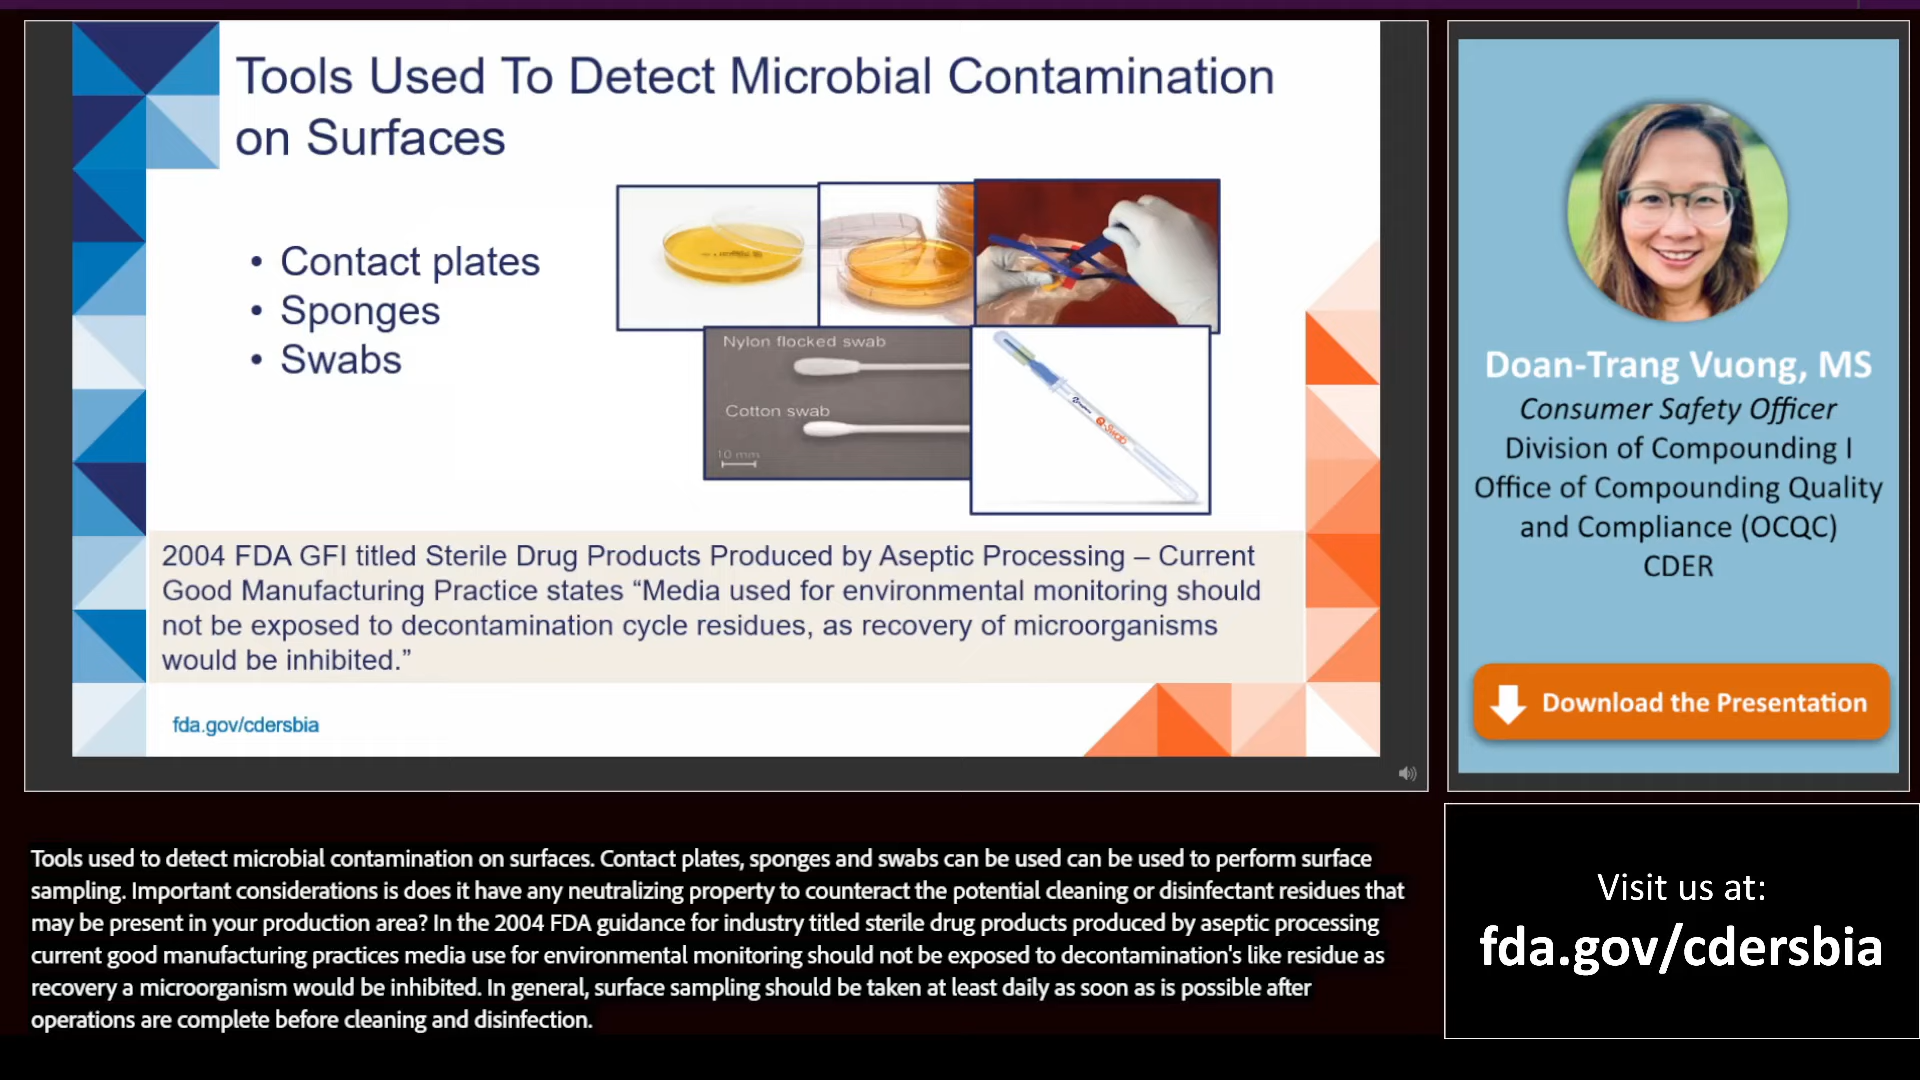 Tools Used To Detect Microbial Contamination
on Surfaces
• Contact plates
• Sponges
• Swabs
Nylon flocked swab
Cotton swab
10 mm
Q-Swab
2004 FDA GFI titled Sterile Drug Products Produced by Aseptic Processing – Current
Good Manufacturing Practice states “Media used for environmental monitoring should
not be exposed to decontamination cycle residues, as recovery of microorganisms
would be inhibited.”
fda.gov/cdersbia
Doan-Trang Vuong, MS
Consumer Safety Officer
Division of Compounding I
Office of Compounding Quality
and Compliance (OCQC)
CDER
Download the Presentation
Tools used to detect microbial contamination on surfaces. Contact plates, sponges and swabs can be used can be used to perform surface
sampling. Important considerations is does it have any neutralizing property to counteract the potential cleaning or disinfectant residues that
may be present in your production area? In the 2004 FDA guidance for industry titled sterile drug products produced by aseptic processing
current good manufacturing practices media use for environmental monitoring should not be exposed to decontamination's like residue as
recovery a microorganism would be inhibited. In general, surface sampling should be taken at least daily as soon as is possible after
operations are complete before cleaning and disinfection.
Visit us at:
fda.gov/cdersbia